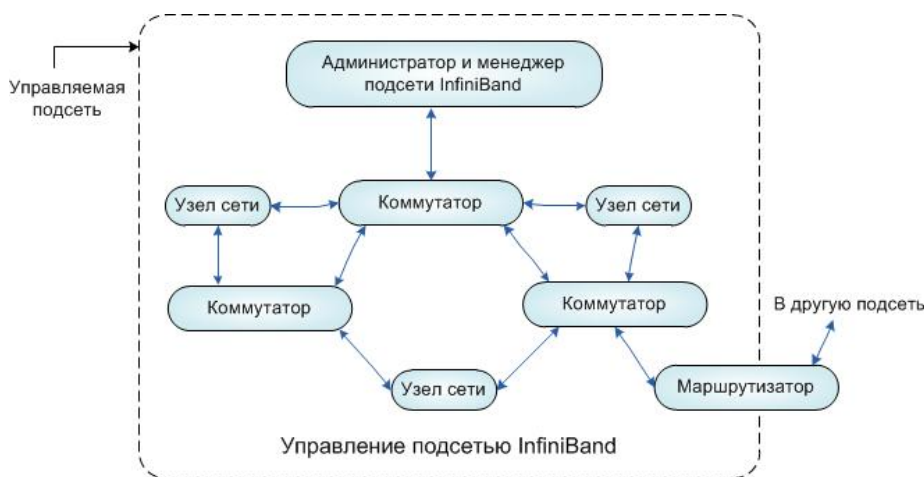 Администратор и менеджер
подсети InfiniBand
Управляемая
подсеть
Узел сети
Коммутатор
Узел сети
Коммутатор
Коммутатор
В другую подсеть
Узел сети
Маршрутизатор
Управление подсетью InfiniBand